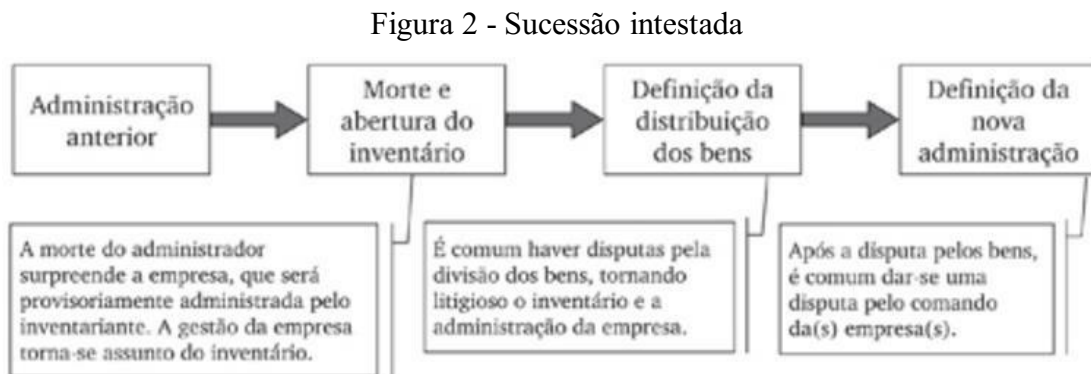 Figura 2 - Sucessão intestada
Administração
anterior
Morte e
abertura do
inventário
Definição da
distribuição
dos bens
Definição da
nova
administração
A morte do administrador
surpreende a empresa, que será
provisoriamente administrada pelo
inventariante. A gestão da empresa
torna-se assunto do inventário.
É comum haver disputas pela
divisão dos bens, tornando
litigioso o inventário e a
administração da empresa.
Após a disputa pelos bens,
é comum dar-se uma
disputa pelo comando
da(s) empresa(s).